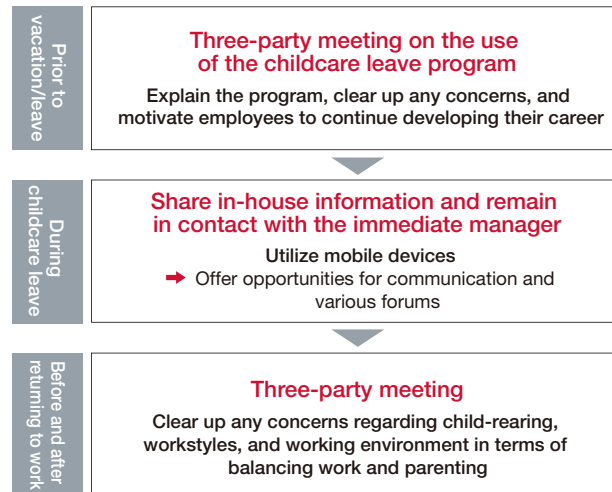 Prior to
vacation/leave
Three-party meeting on the use
of the childcare leave program
Explain the program, clear up any concerns, and
motivate employees to continue developing their career
During
childcare leave
Share in-house information and remain
in contact with the immediate manager
Utilize mobile devices
➡ Offer opportunities for communication and
various forums
Before and after
returning to work
Three-party meeting
Clear up any concerns regarding child-rearing,
workstyles, and working environment in terms of
balancing work and parenting